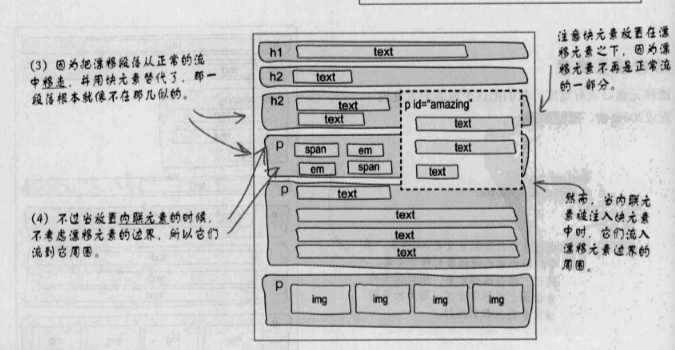 注意块元素放置在漂
移元素之下，因为漂
移元素不再是正常流
的一部分。
(3) 因为把漂移段落从正常的流
中移走，并用块元素替代了，那一
段落根本就像不在那儿似的。
h1 text
h2 text
h2 text
text
p id="amazing"
text
text
text
p span em
em span
p text
text
text
text
p img img img img
(4) 不过当放置内联元素的时候，
不考虑漂移元素的边界，所以它们
流到它周围。
然而，当内联元
素被注入块元素
中时，它们流入
漂移元素边界的
周围。